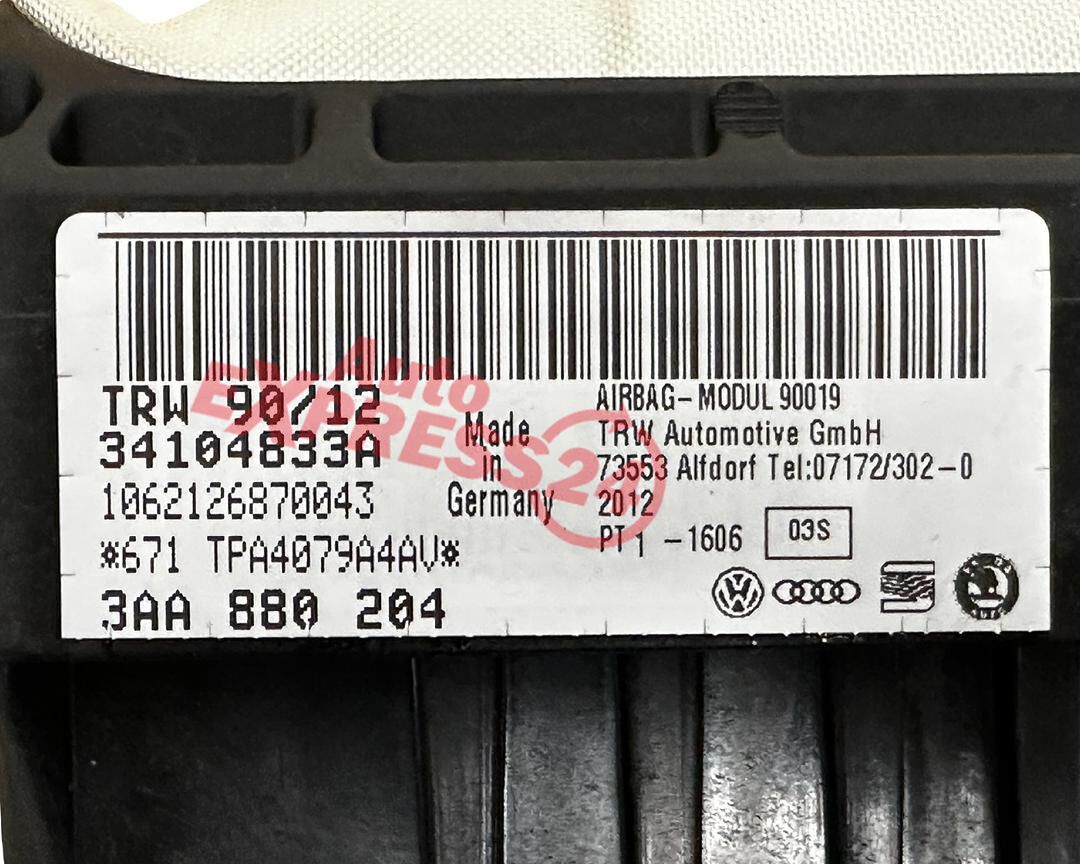 TRW 90/12
34104833A
1062126870043
*671 TPA4079A4AV*
3AA 880 204
Made
in
Germany
AIRBAG-MODUL 90019
TRW Automotive GmbH
73553 Alfdorf Tel:07172/302-0
2012
PT1 -1606
03S
Auto
EXPRESS24